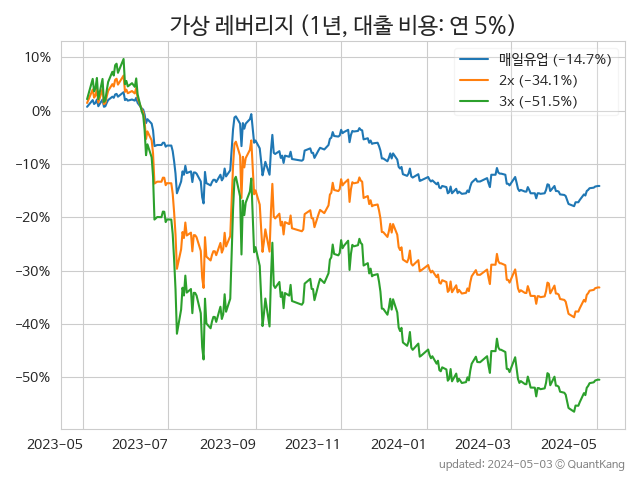 가상 레버리지 (1년, 대출 비용: 연 5%)
매일유업 (−14.7%)
2x (−34.1%)
3x (−51.5%)
10%
0%
−10%
−20%
−30%
−40%
−50%
2023-05 2023-07 2023-09 2023-11 2024-01 2024-03 2024-05
updated: 2024-05-03 © QuantKang